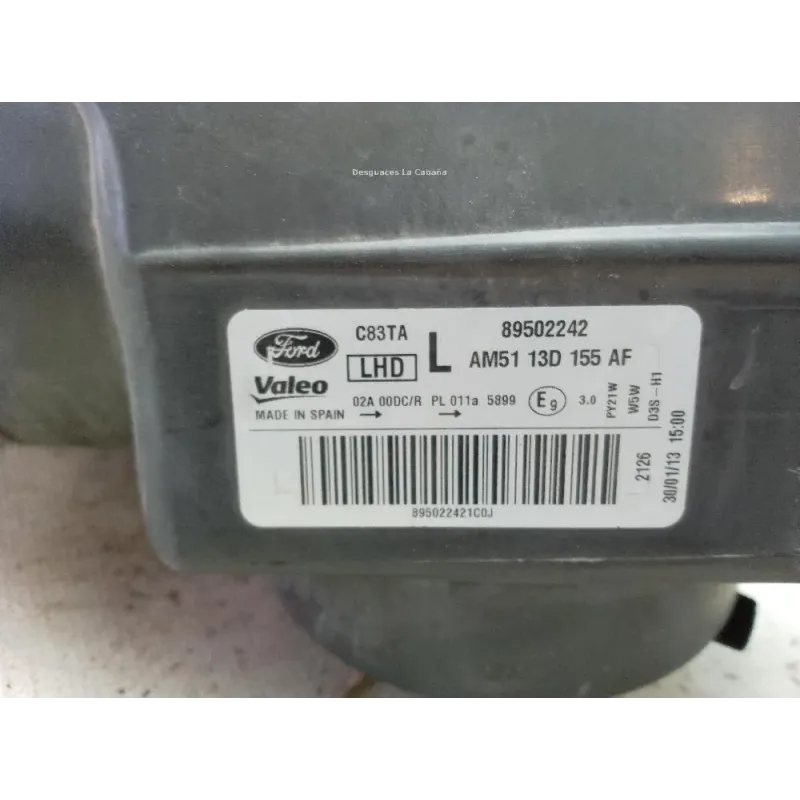 Desguaces La Cabaña
Ford C83TA 89502242
LHD L AM51 13D 155 AF
Valeo
MADE IN SPAIN 02A 00DC/R PL 011a 5899 E9 3.0
PY21W
W5W
D3S-H1
2126
30/01/13 15:00
895022421C0J